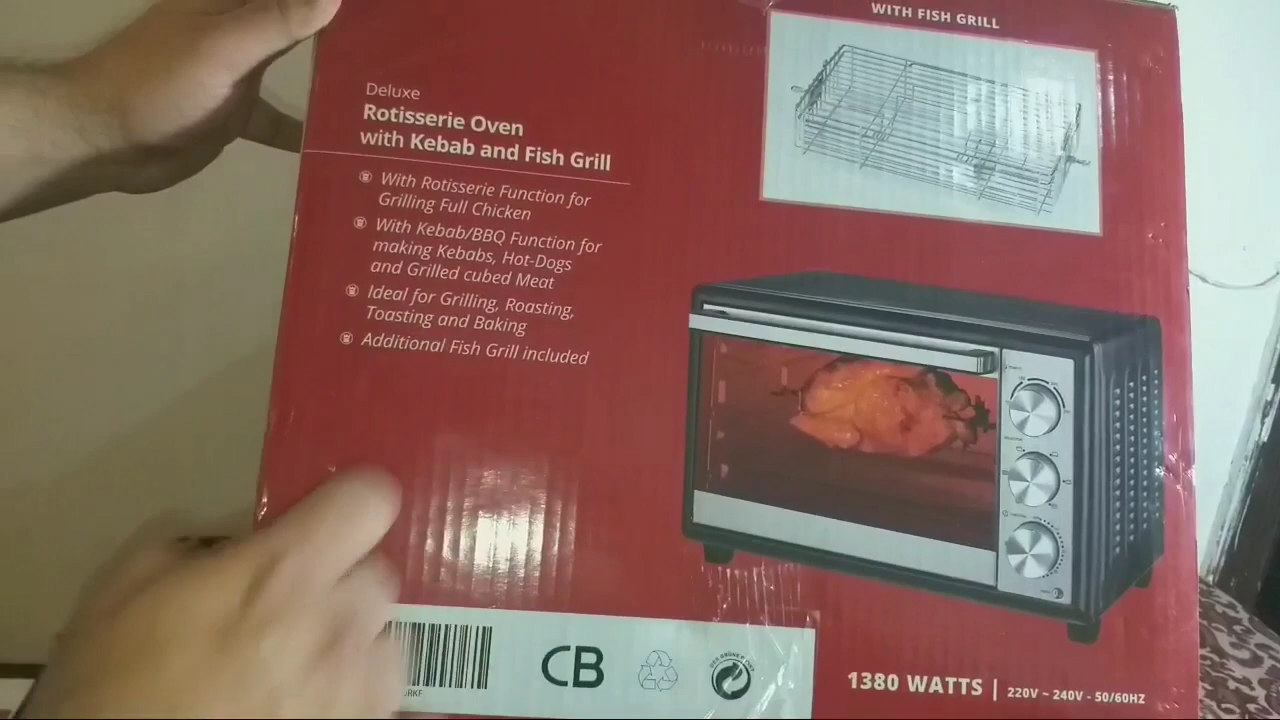 WITH FISH GRILL
Deluxe
Rotisserie Oven
with Kebab and Fish Grill
With Rotisserie Function for
Grilling Full Chicken
With Kebab/BBQ Function for
making Kebabs, Hot-Dogs
and Grilled cubed Meat
Ideal for Grilling, Roasting,
Toasting and Baking
Additional Fish Grill included
CB
1380 WATTS | 220V ~ 240V - 50/60HZ